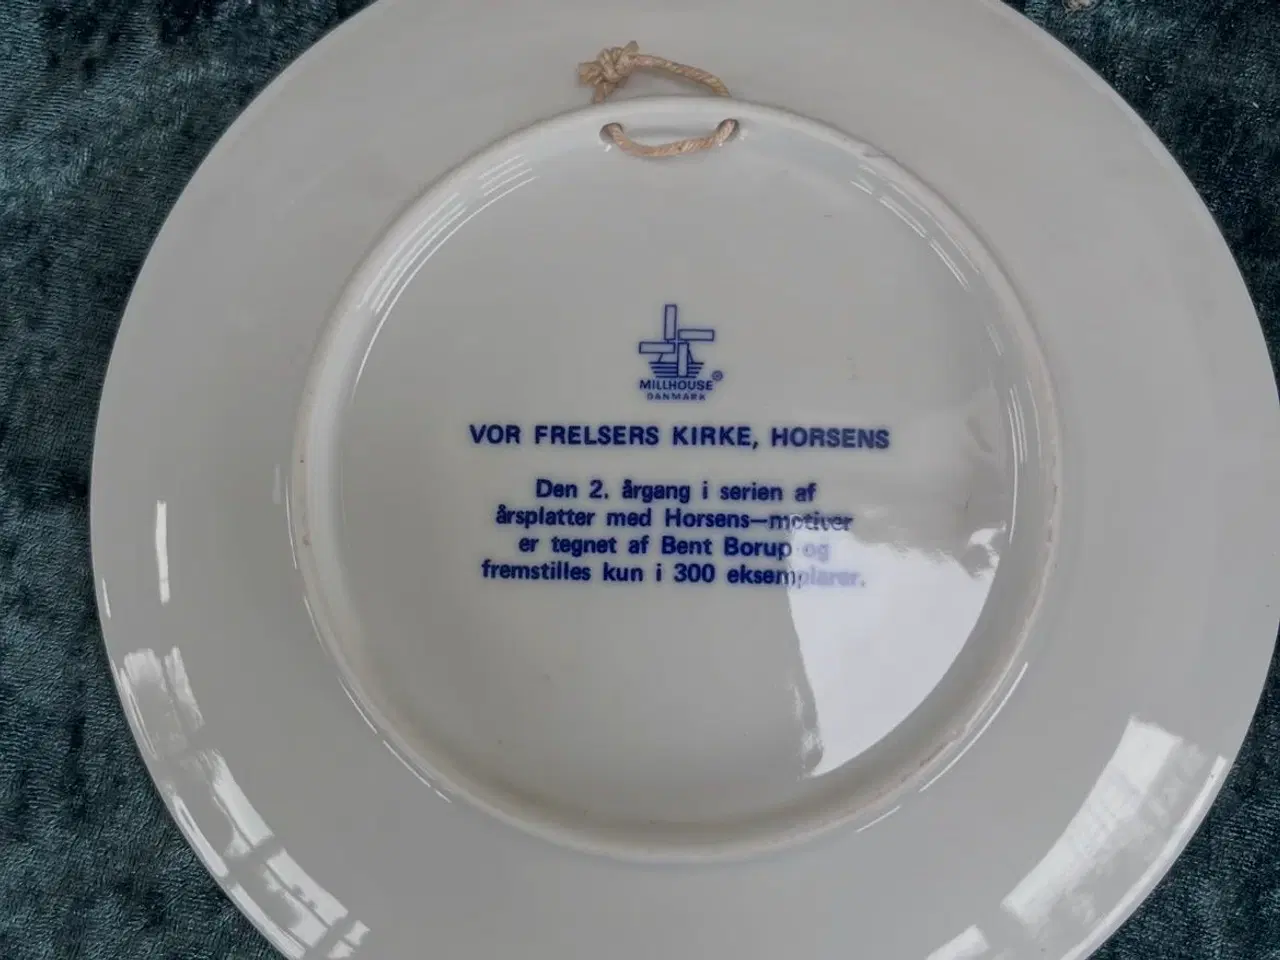 MILLHOUSE ®
DANMARK
VOR FRELSERS KIRKE, HORSENS
Den 2. årgang i serien af
årsplatter med Horsens—motiver
er tegnet af Bent Borup og
fremstilles kun i 300 eksemplarer.